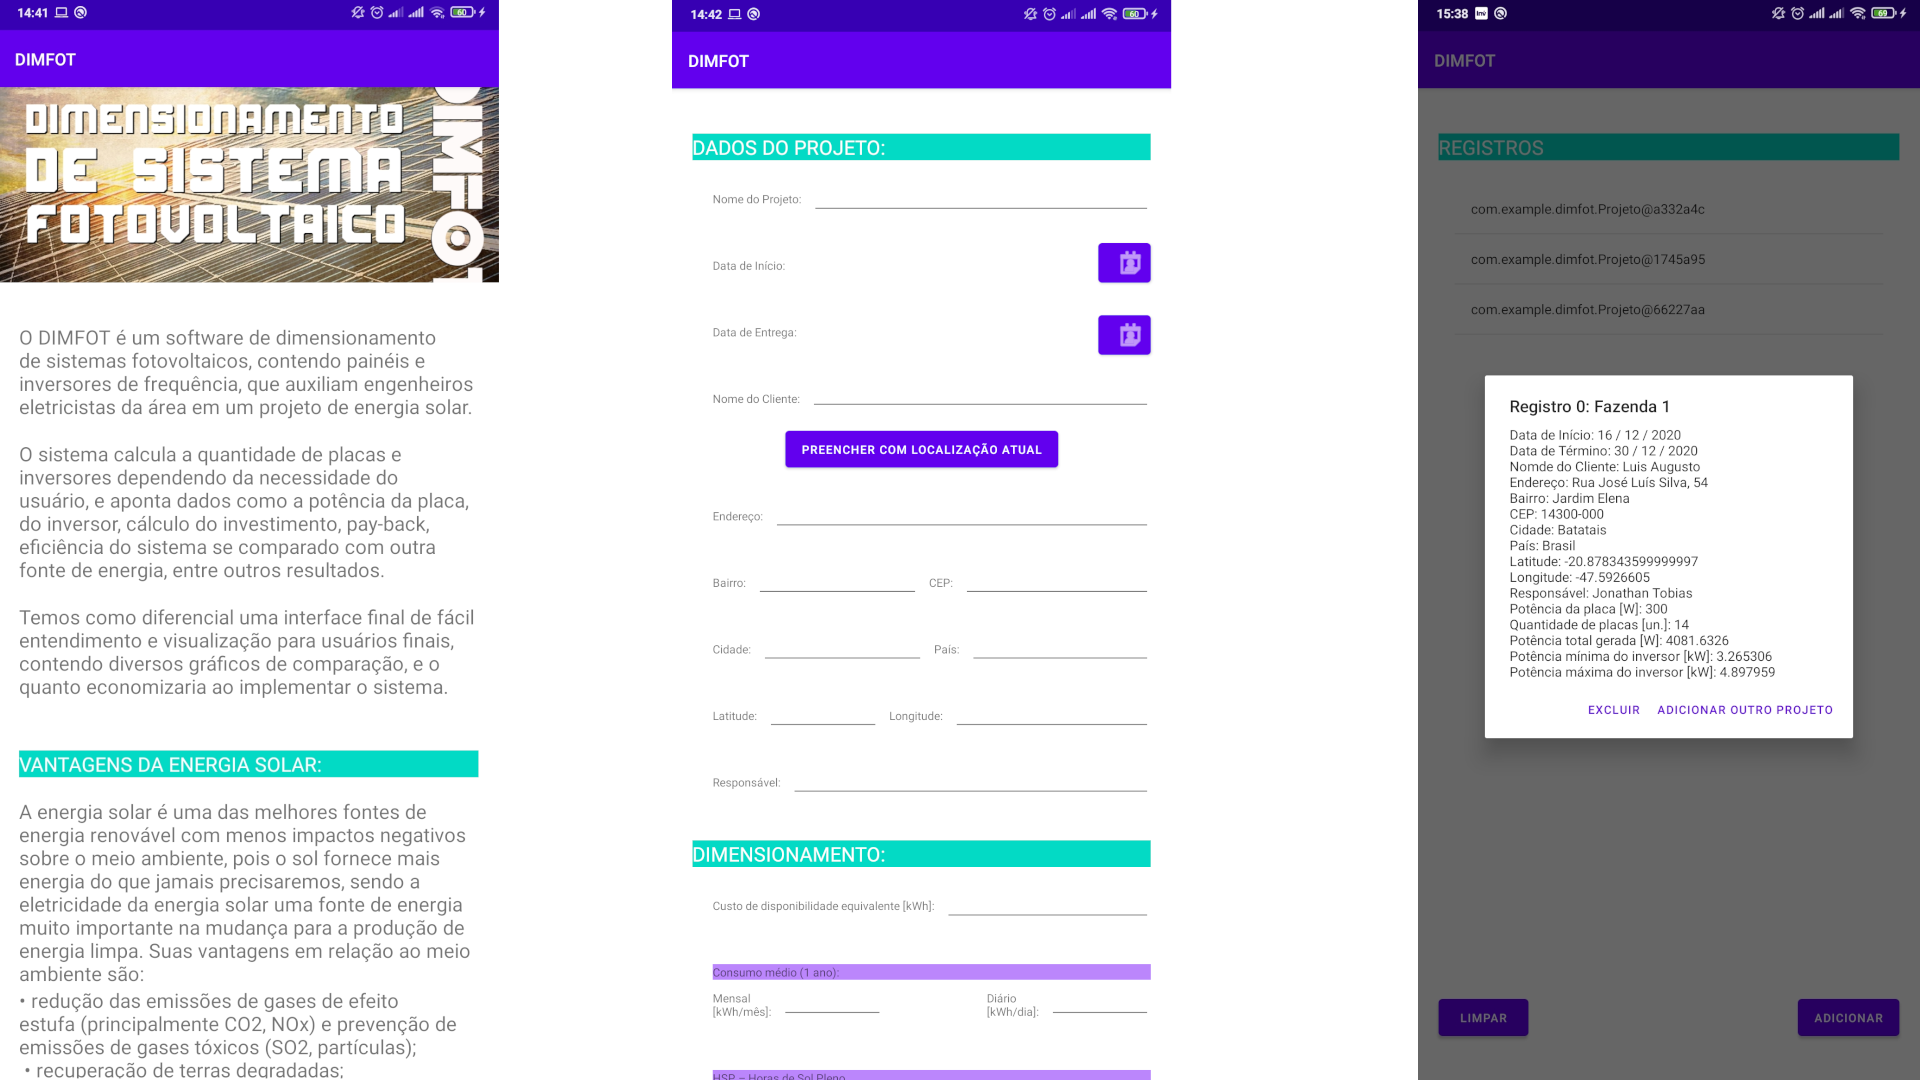 14:41
60
DIMFOT
DIMENSIONAMENTO
DE SISTEMA
FOTOVOLTAICO
DIMFOT
O DIMFOT é um software de dimensionamento
de sistemas fotovoltaicos, contendo painéis e
inversores de frequência, que auxiliam engenheiros
eletricistas da área em um projeto de energia solar.
O sistema calcula a quantidade de placas e
inversores dependendo da necessidade do
usuário, e aponta dados como a potência da placa,
do inversor, cálculo do investimento, pay-back,
eficiência do sistema se comparado com outra
fonte de energia, entre outros resultados.
Temos como diferencial uma interface final de fácil
entendimento e visualização para usuários finais,
contendo diversos gráficos de comparação, e o
quanto economizaria ao implementar o sistema.
VANTAGENS DA ENERGIA SOLAR:
A energia solar é uma das melhores fontes de
energia renovável com menos impactos negativos
sobre o meio ambiente, pois o sol fornece mais
energia do que jamais precisaremos, sendo a
eletricidade da energia solar uma fonte de energia
muito importante na mudança para a produção de
energia limpa. Suas vantagens em relação ao meio
ambiente são:
• redução das emissões de gases de efeito
estufa (principalmente CO2, NOx) e prevenção de
emissões de gases tóxicos (SO2, partículas);
• recuperação de terras degradadas;
14:42
60
DIMFOT
DADOS DO PROJETO:
Nome do Projeto:
Data de Início:
Data de Entrega:
Nome do Cliente:
PREENCHER COM LOCALIZAÇÃO ATUAL
Endereço:
Bairro: CEP:
Cidade: País:
Latitude: Longitude:
Responsável:
DIMENSIONAMENTO:
Custo de disponibilidade equivalente [kWh]:
Consumo médio (1 ano):
Mensal Diário
[kWh/mês]: [kWh/dia]:
HSP – Horas de Sol Pleno
15:38
69
DIMFOT
REGISTROS
com.example.dimfot.Projeto@a332a4c
com.example.dimfot.Projeto@1745a95
com.example.dimfot.Projeto@66227aa
Registro 0: Fazenda 1
Data de Início: 16 / 12 / 2020
Data de Término: 30 / 12 / 2020
Nomde do Cliente: Luis Augusto
Endereço: Rua José Luís Silva, 54
Bairro: Jardim Elena
CEP: 14300-000
Cidade: Batatais
País: Brasil
Latitude: -20.878343599999997
Longitude: -47.5926605
Responsável: Jonathan Tobias
Potência da placa [W]: 300
Quantidade de placas [un.]: 14
Potência total gerada [W]: 4081.6326
Potência mínima do inversor [kW]: 3.265306
Potência máxima do inversor [kW]: 4.897959
EXCLUIR ADICIONAR OUTRO PROJETO
LIMPAR ADICIONAR